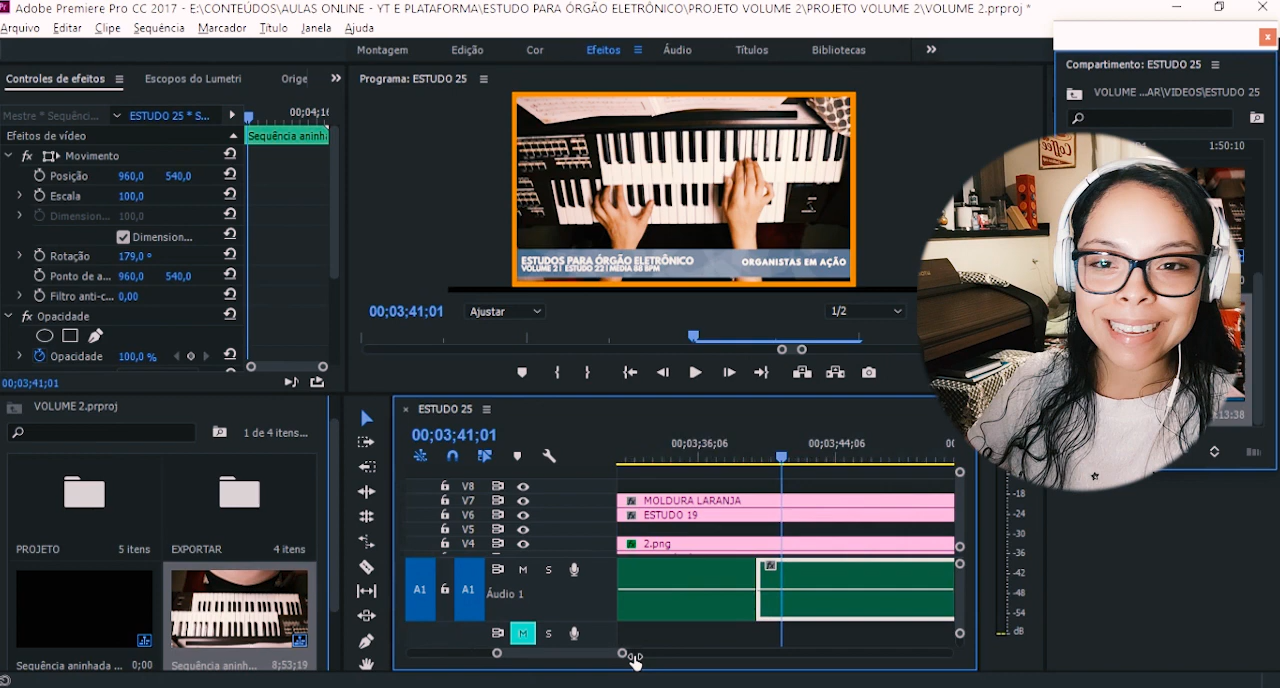 Adobe Premiere Pro CC 2017 - E:\CONTEÚDOS\AULAS ONLINE - YT E PLATAFORMA\ESTUDO PARA ÓRGÃO ELETRÔNICO\PROJETO VOLUME 2\PROJETO VOLUME 2\VOLUME 2.prproj *
Arquivo Editar Clipe Sequência Marcador Título Janela Ajuda
Montagem Edição Cor Efeitos Áudio Títulos Bibliotecas
Controles de efeitos Escopos do Lumetri Orige
Programa: ESTUDO 25
Compartimento: ESTUDO 25
VOLUME ...AR\VIDEOS\ESTUDO 25
Mestre * Sequênci... ESTUDO 25 * S... 00;04;16
Efeitos de vídeo
Sequência aninh
1:50:10
fx Movimento
Posição 960,0 540,0
Escala 100,0
Dimension... 100,0
Dimension...
Rotação 179,0 °
Ponto de a... 960,0 540,0
Filtro anti-c... 0,00
fx Opacidade
Opacidade 100,0 %
00;03;41;01
ESTUDOS PARA ÓRGÃO ELETRÔNICO
VOLUME 2 | ESTUDO 22 | MÉDIA 88 BPM
ORGANISTAS EM AÇÃO
00;03;41;01 Ajustar 1/2
Coffee
:13:38
VOLUME 2.prproj
1 de 4 itens...
PROJETO 5 itens
EXPORTAR 4 itens
Sequência aninhada ... 0;00
Sequência aninh... 8;53;19
ESTUDO 25
00;03;41;01
00;03;36;06 00;03;44;06 00
V8
V7 MOLDURA LARANJA
V6 ESTUDO 19
V5
V4 2.png
A1 A1 M S
Áudio 1
M S
-18
-24
-30
-36
-42
-48
-54
dB